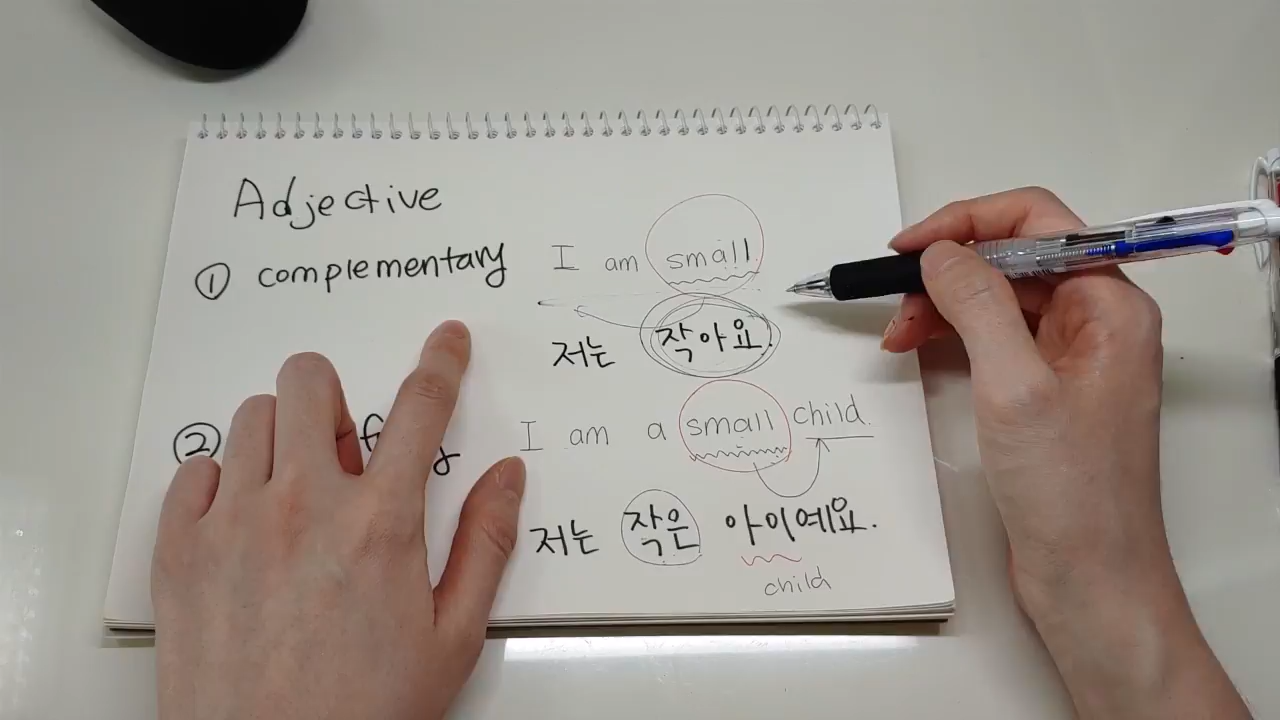 Adjective
① complementary I am small
저는 작아요.
② I am a small child.
저는 작은 아이예요.
child